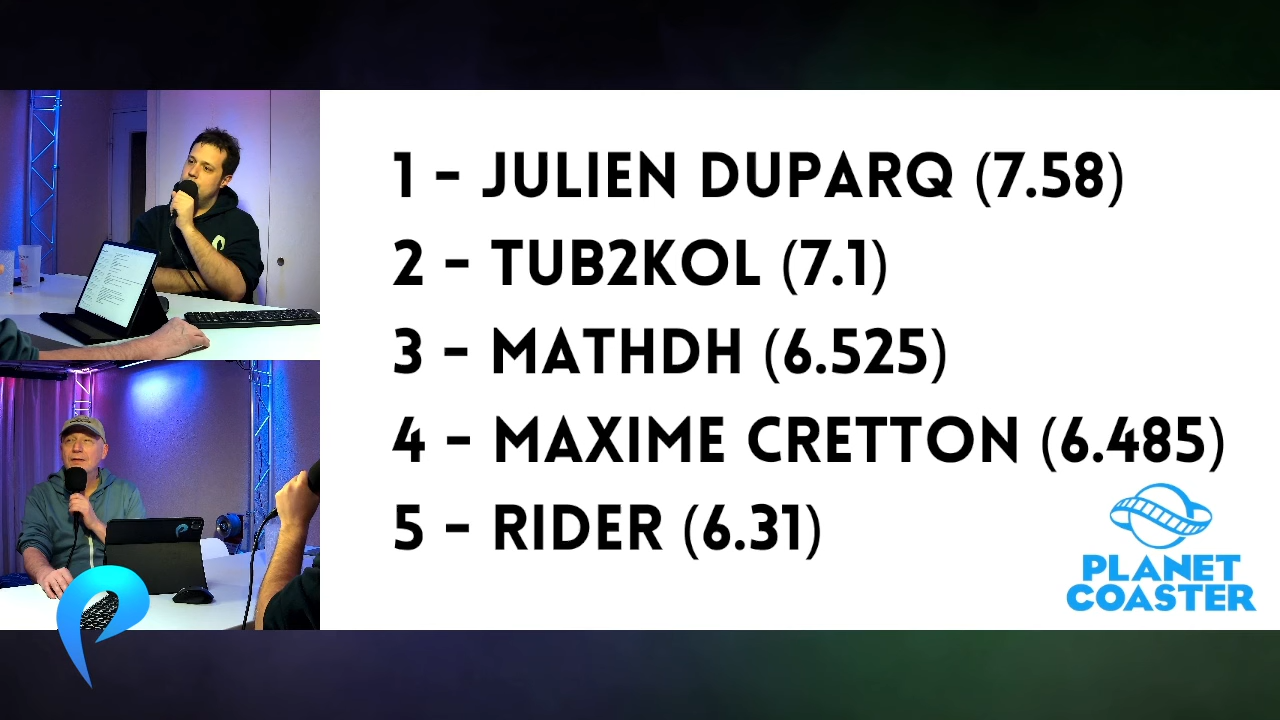 1 - JULIEN DUPARQ (7.58)
2 - TUB2KOL (7.1)
3 - MATHDH (6.525)
4 - MAXIME CRETTON (6.485)
5 - RIDER (6.31)
PLANET
COASTER